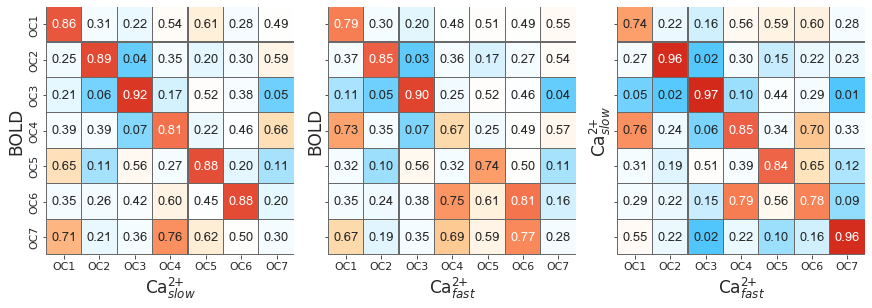 BOLD
OC1 0.86 0.31 0.22 0.54 0.61 0.28 0.49
OC2 0.25 0.89 0.04 0.35 0.20 0.30 0.59
OC3 0.21 0.06 0.92 0.17 0.52 0.38 0.05
OC4 0.39 0.39 0.07 0.81 0.22 0.46 0.66
OC5 0.65 0.11 0.56 0.27 0.88 0.20 0.11
OC6 0.35 0.26 0.42 0.60 0.45 0.88 0.20
OC7 0.71 0.21 0.36 0.76 0.62 0.50 0.30
OC1 OC2 OC3 OC4 OC5 OC6 OC7
Ca²⁺slow
BOLD
0.79 0.30 0.20 0.48 0.51 0.49 0.55
0.37 0.85 0.03 0.36 0.17 0.27 0.54
0.11 0.05 0.90 0.25 0.52 0.46 0.04
0.73 0.35 0.07 0.67 0.25 0.49 0.57
0.32 0.10 0.56 0.32 0.74 0.50 0.11
0.35 0.24 0.38 0.75 0.61 0.81 0.16
0.67 0.19 0.35 0.69 0.59 0.77 0.28
OC1 OC2 OC3 OC4 OC5 OC6 OC7
Ca²⁺fast
Ca²⁺slow
0.74 0.22 0.16 0.56 0.59 0.60 0.28
0.27 0.96 0.02 0.30 0.15 0.22 0.23
0.05 0.02 0.97 0.10 0.44 0.29 0.01
0.76 0.24 0.06 0.85 0.34 0.70 0.33
0.31 0.19 0.51 0.39 0.84 0.65 0.12
0.29 0.22 0.15 0.79 0.56 0.78 0.09
0.55 0.22 0.02 0.22 0.10 0.16 0.96
OC1 OC2 OC3 OC4 OC5 OC6 OC7
Ca²⁺fast